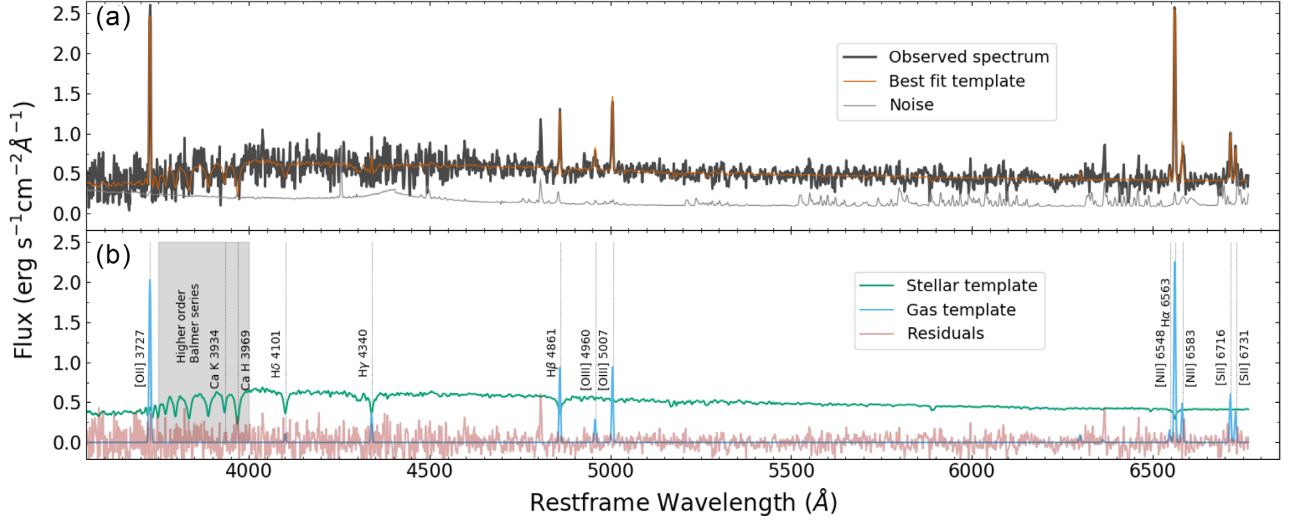 (a)
2.5
2.0
1.5
1.0
0.5
0.0
Observed spectrum
Best fit template
Noise
Flux (erg s⁻¹cm⁻²Å⁻¹)
(b)
2.5
2.0
1.5
1.0
0.5
0.0
Stellar template
Gas template
Residuals
[OII] 3727
Higher order
Balmer series
Ca K 3934
Ca H 3969
Hδ 4101
Hγ 4340
Hβ 4861
[OIII] 4960
[OIII] 5007
[NII] 6548
Hα 6563
[NII] 6583
[SII] 6716
[SII] 6731
4000
4500
5000
5500
6000
6500
Restframe Wavelength (Å)